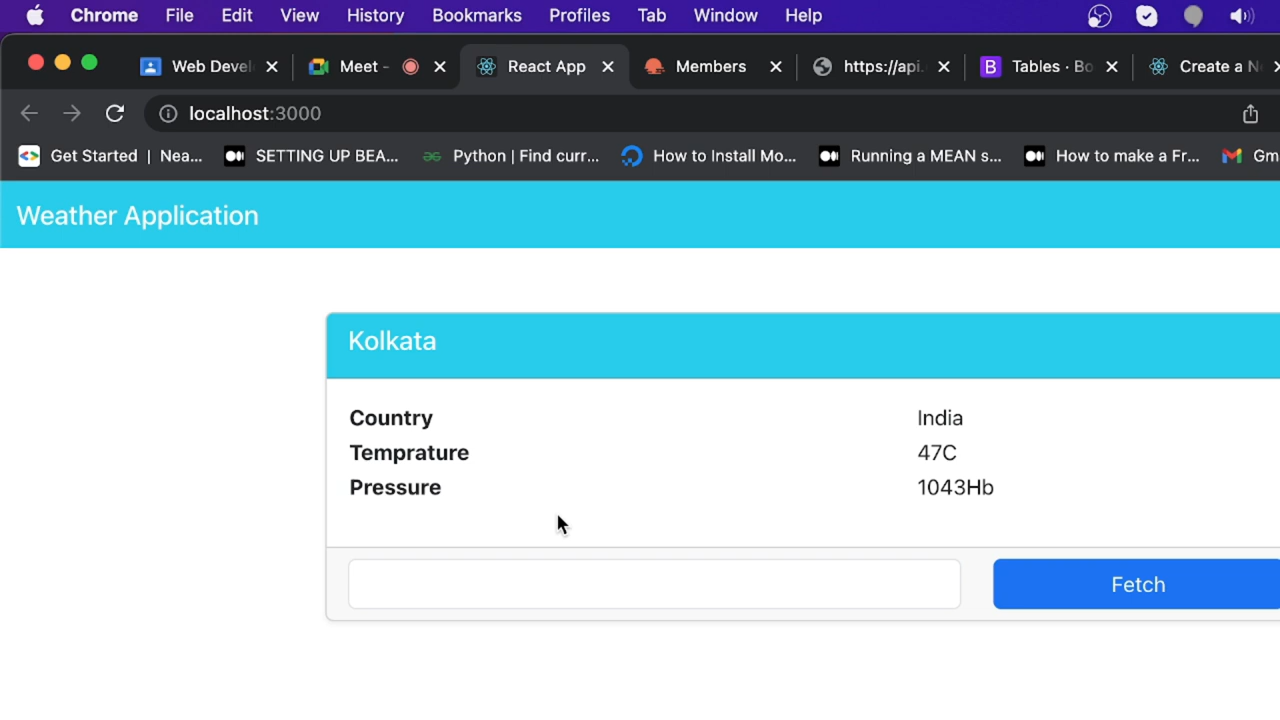 Chrome File Edit View History Bookmarks Profiles Tab Window Help
Web Devel Meet - React App Members https://api. Tables · Bo Create a N
localhost:3000
Get Started | Nea... SETTING UP BEA... Python | Find curr... How to Install Mo... Running a MEAN s... How to make a Fr... Gm
Weather Application
Kolkata
Country India
Temprature 47C
Pressure 1043Hb
Fetch